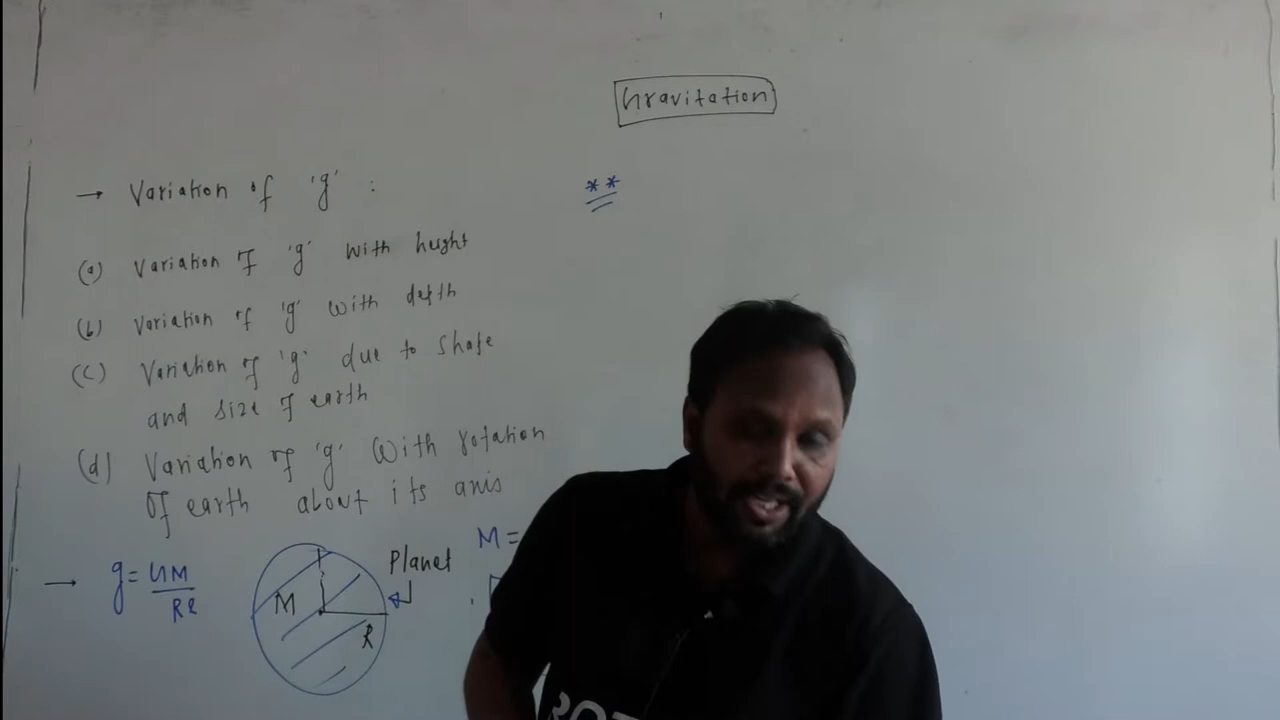 Gravitation
→ Variation of 'g' :
**
(a) Variation of 'g' with height
(b) Variation of 'g' with depth
(c) Variation of 'g' due to shape
and size of earth
(d) Variation of 'g' With rotation
Of earth about its axis
M =
→ g = GM
R2
Planet
M
R